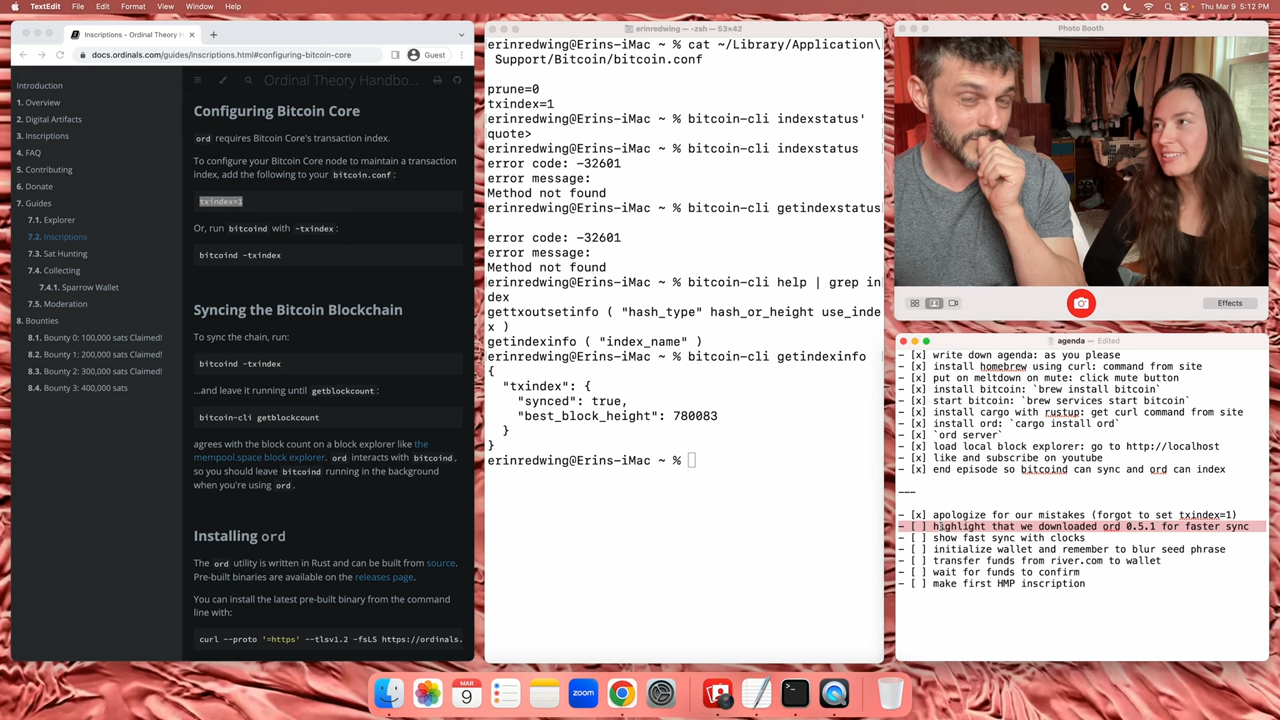 TextEdit File Edit Format View Window Help
Thu Mar 9 5:12 PM
Inscriptions - Ordinal Theory H
docs.ordinals.com/guides/inscriptions.html#configuring-bitcoin-core
Guest
Introduction
1. Overview
2. Digital Artifacts
3. Inscriptions
4. FAQ
5. Contributing
6. Donate
7. Guides
7.1. Explorer
7.2. Inscriptions
7.3. Sat Hunting
7.4. Collecting
7.4.1. Sparrow Wallet
7.5. Moderation
8. Bounties
8.1. Bounty 0: 100,000 sats Claimed!
8.2. Bounty 1: 200,000 sats Claimed!
8.3. Bounty 2: 300,000 sats Claimed!
8.4. Bounty 3: 400,000 sats
Ordinal Theory Handbo...
Configuring Bitcoin Core
ord requires Bitcoin Core's transaction index.
To configure your Bitcoin Core node to maintain a transaction
index, add the following to your bitcoin.conf:
txindex=1
Or, run bitcoind with -txindex:
bitcoind -txindex
Syncing the Bitcoin Blockchain
To sync the chain, run:
bitcoind -txindex
...and leave it running until getblockcount:
bitcoin-cli getblockcount
agrees with the block count on a block explorer like the
mempool.space block explorer. ord interacts with bitcoind,
so you should leave bitcoind running in the background
when you're using ord.
Installing ord
The ord utility is written in Rust and can be built from source.
Pre-built binaries are available on the releases page.
You can install the latest pre-built binary from the command
line with:
curl --proto '=https' --tlsv1.2 -fsLS https://ordinals.
erinredwing — -zsh — 53×42
erinredwing@Erins-iMac ~ % cat ~/Library/Application\
Support/Bitcoin/bitcoin.conf
prune=0
txindex=1
erinredwing@Erins-iMac ~ % bitcoin-cli indexstatus'
quote>
erinredwing@Erins-iMac ~ % bitcoin-cli indexstatus
error code: -32601
error message:
Method not found
erinredwing@Erins-iMac ~ % bitcoin-cli getindexstatus
error code: -32601
error message:
Method not found
erinredwing@Erins-iMac ~ % bitcoin-cli help | grep in
dex
gettxoutsetinfo ( "hash_type" hash_or_height use_inde
x )
getindexinfo ( "index_name" )
erinredwing@Erins-iMac ~ % bitcoin-cli getindexinfo
{
"txindex": {
"synced": true,
"best_block_height": 780083
}
}
erinredwing@Erins-iMac ~ %
Photo Booth
Effects
agenda — Edited
- [x] write down agenda: as you please
- [x] install homebrew using curl: command from site
- [x] put on meltdown on mute: click mute button
- [x] install bitcoin: `brew install bitcoin`
- [x] start bitcoin: `brew services start bitcoin`
- [x] install cargo with rustup: get curl command from site
- [x] install ord: `cargo install ord`
- [x] `ord server`
- [x] load local block explorer: go to http://localhost
- [x] like and subscribe on youtube
- [x] end episode so bitcoind can sync and ord can index
---
- [x] apologize for our mistakes (forgot to set txindex=1)
- [ ] highlight that we downloaded ord 0.5.1 for faster sync
- [ ] show fast sync with clocks
- [ ] initialize wallet and remember to blur seed phrase
- [ ] transfer funds from river.com to wallet
- [ ] wait for funds to confirm
- [ ] make first HMP inscription
MAR
9
zoom